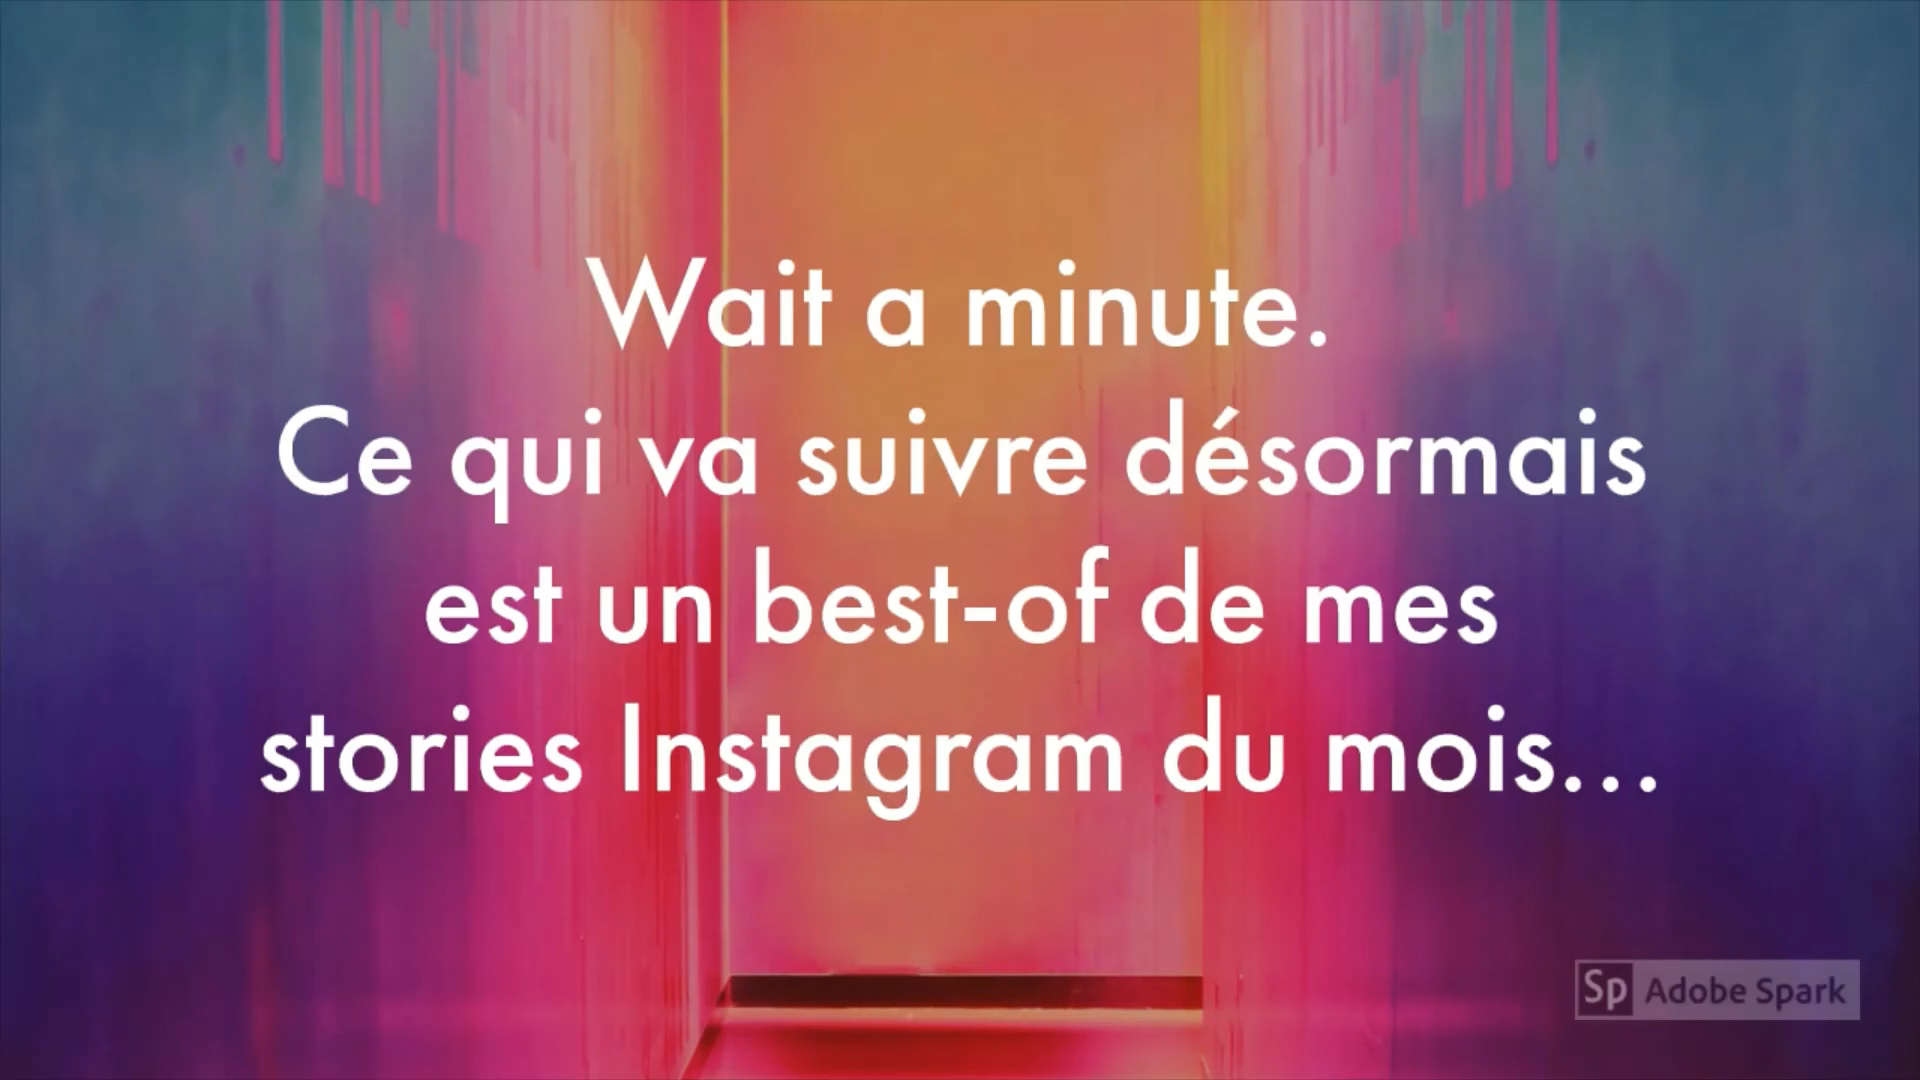 Wait a minute.
Ce qui va suivre désormais
est un best-of de mes
stories Instagram du mois...
Sp Adobe Spark